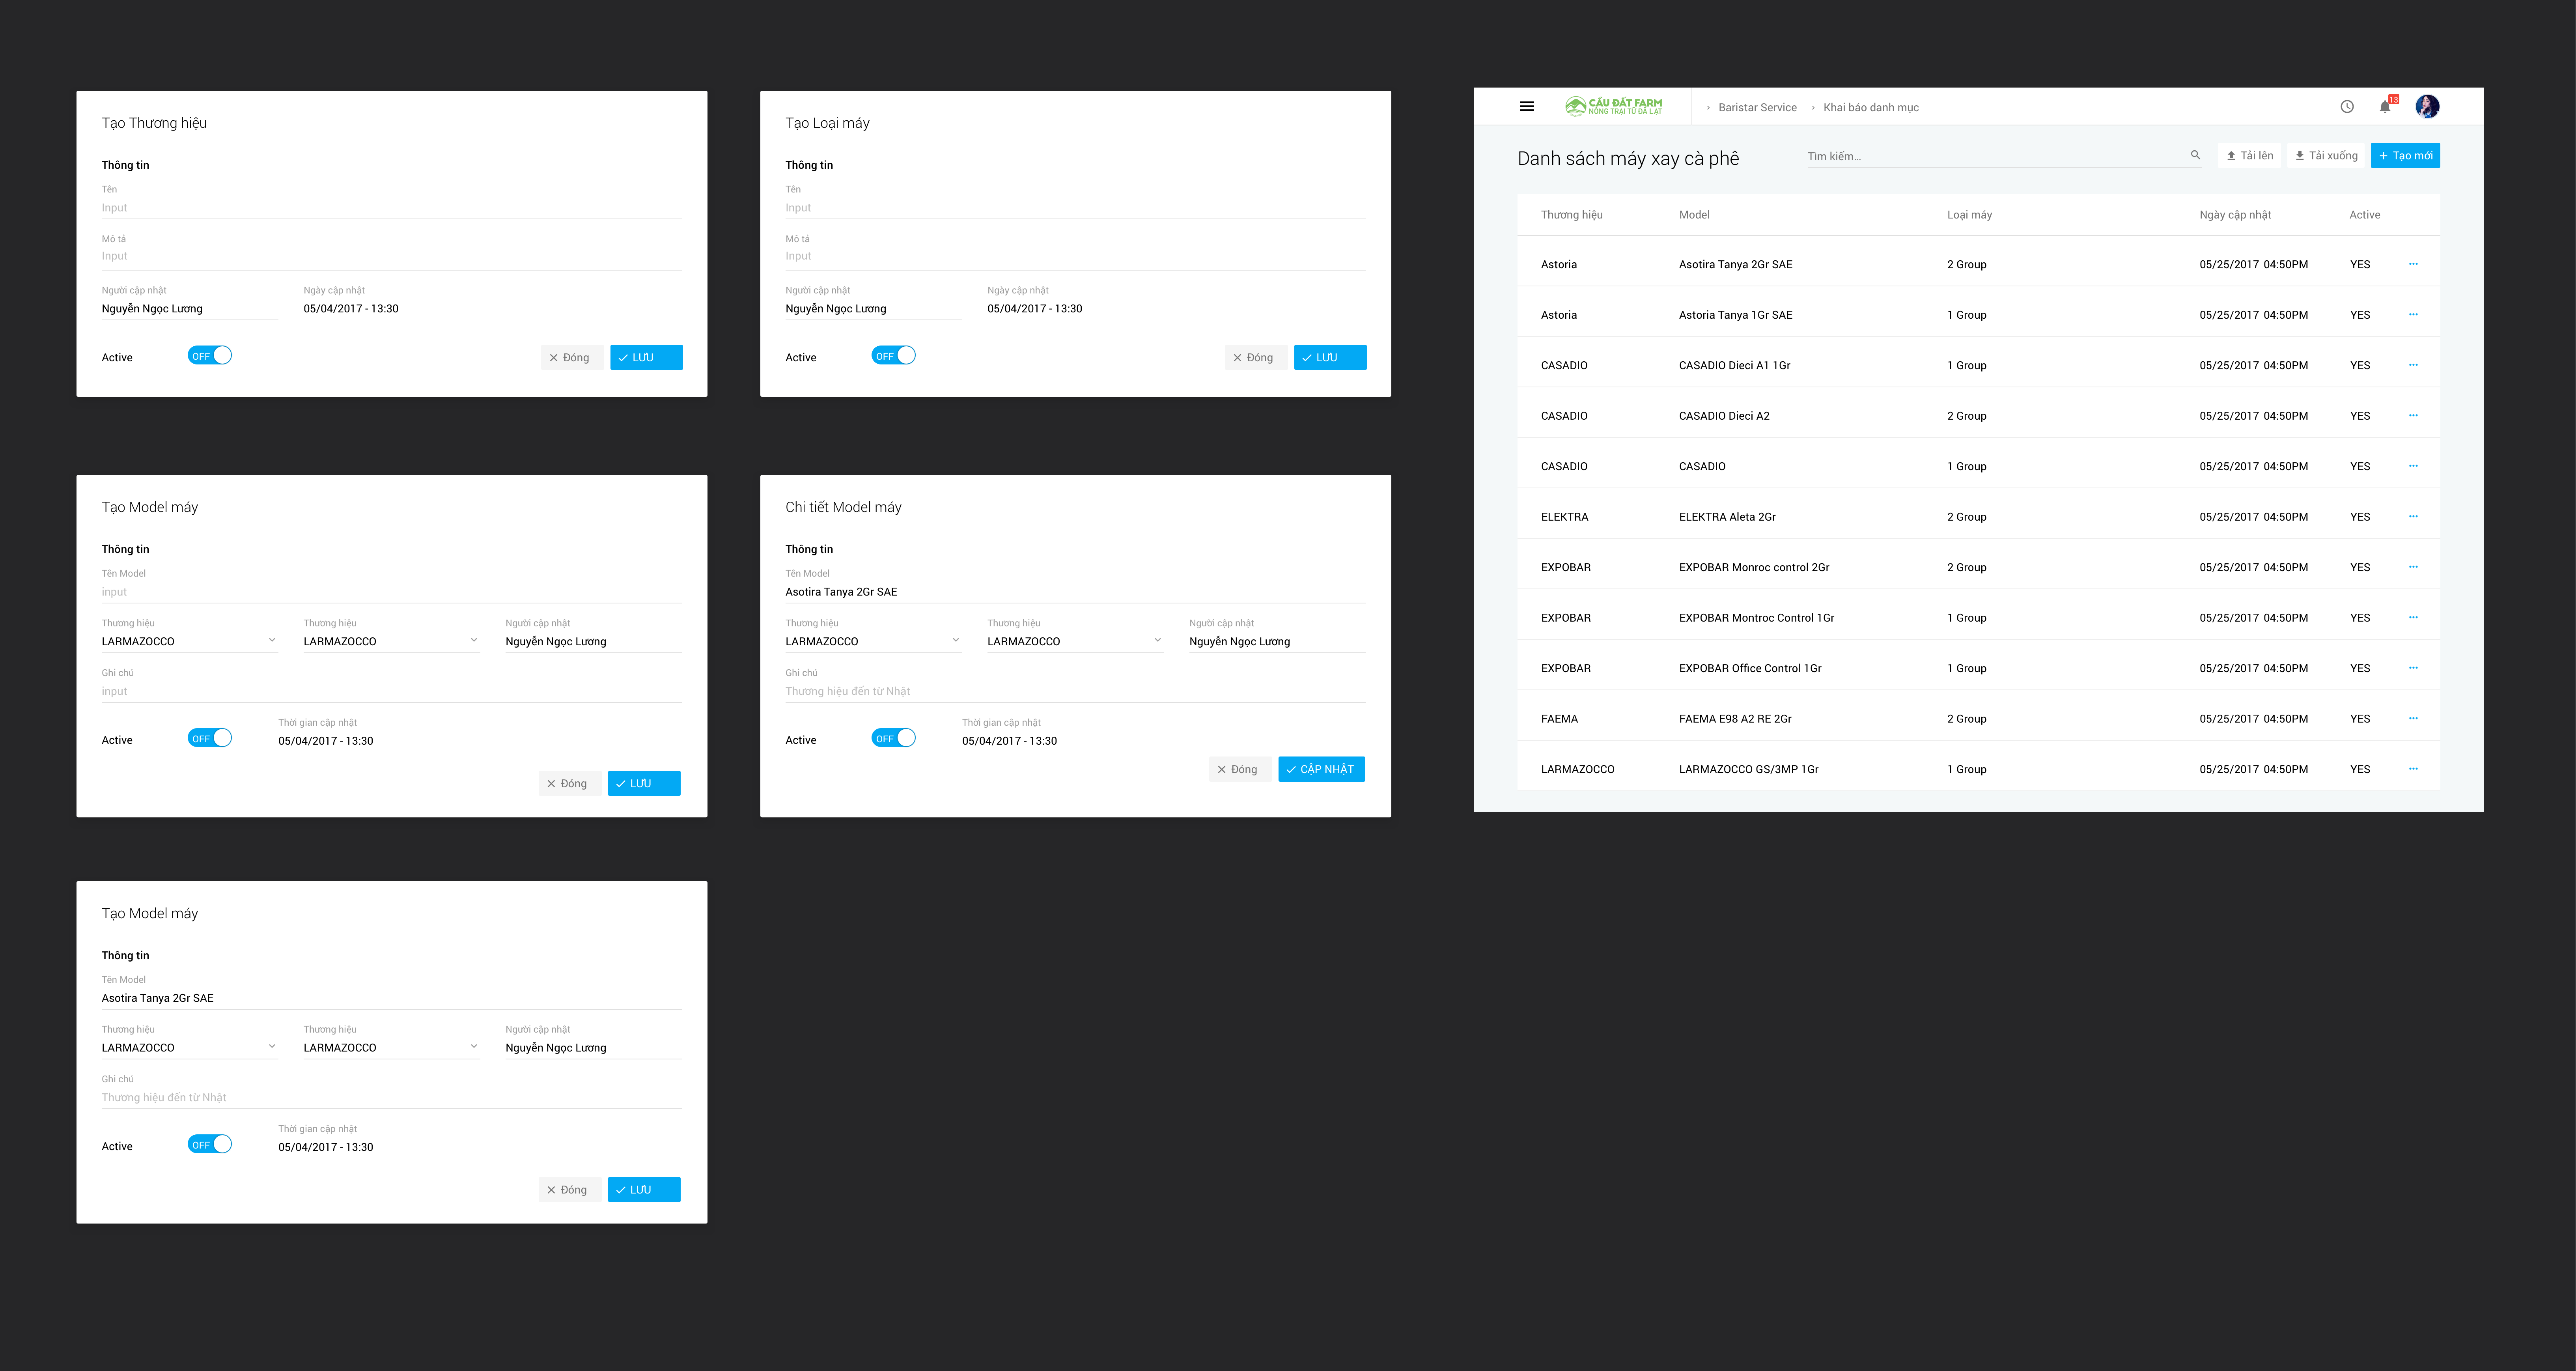 Tạo Thương hiệu
Thông tin
Tên
Input
Mô tả
Input
Người cập nhật Ngày cập nhật
Nguyễn Ngọc Lương 05/04/2017 - 13:30
Active OFF Đóng LƯU
Tạo Loại máy
Thông tin
Tên
Input
Mô tả
Input
Người cập nhật Ngày cập nhật
Nguyễn Ngọc Lương 05/04/2017 - 13:30
Active OFF Đóng LƯU
Tạo Model máy
Thông tin
Tên Model
input
Thương hiệu Thương hiệu Người cập nhật
LARMAZOCCO LARMAZOCCO Nguyễn Ngọc Lương
Ghi chú
input
Thời gian cập nhật
Active OFF 05/04/2017 - 13:30
Đóng LƯU
Chi tiết Model máy
Thông tin
Tên Model
Asotira Tanya 2Gr SAE
Thương hiệu Thương hiệu Người cập nhật
LARMAZOCCO LARMAZOCCO Nguyễn Ngọc Lương
Ghi chú
Thương hiệu đến từ Nhật
Thời gian cập nhật
Active OFF 05/04/2017 - 13:30
Đóng CẬP NHẬT
Tạo Model máy
Thông tin
Tên Model
Asotira Tanya 2Gr SAE
Thương hiệu Thương hiệu Người cập nhật
LARMAZOCCO LARMAZOCCO Nguyễn Ngọc Lương
Ghi chú
Thương hiệu đến từ Nhật
Thời gian cập nhật
Active OFF 05/04/2017 - 13:30
Đóng LƯU
CẦU ĐẤT FARM
NÔNG TRẠI TỪ ĐÀ LẠT
› Baristar Service › Khai báo danh mục 13
Danh sách máy xay cà phê Tìm kiếm... Tải lên Tải xuống + Tạo mới
Thương hiệu Model Loại máy Ngày cập nhật Active
Astoria Asotira Tanya 2Gr SAE 2 Group 05/25/2017 04:50PM YES ...
Astoria Astoria Tanya 1Gr SAE 1 Group 05/25/2017 04:50PM YES ...
CASADIO CASADIO Dieci A1 1Gr 1 Group 05/25/2017 04:50PM YES ...
CASADIO CASADIO Dieci A2 2 Group 05/25/2017 04:50PM YES ...
CASADIO CASADIO 1 Group 05/25/2017 04:50PM YES ...
ELEKTRA ELEKTRA Aleta 2Gr 2 Group 05/25/2017 04:50PM YES ...
EXPOBAR EXPOBAR Monroc control 2Gr 2 Group 05/25/2017 04:50PM YES ...
EXPOBAR EXPOBAR Montroc Control 1Gr 1 Group 05/25/2017 04:50PM YES ...
EXPOBAR EXPOBAR Office Control 1Gr 1 Group 05/25/2017 04:50PM YES ...
FAEMA FAEMA E98 A2 RE 2Gr 2 Group 05/25/2017 04:50PM YES ...
LARMAZOCCO LARMAZOCCO GS/3MP 1Gr 1 Group 05/25/2017 04:50PM YES ...